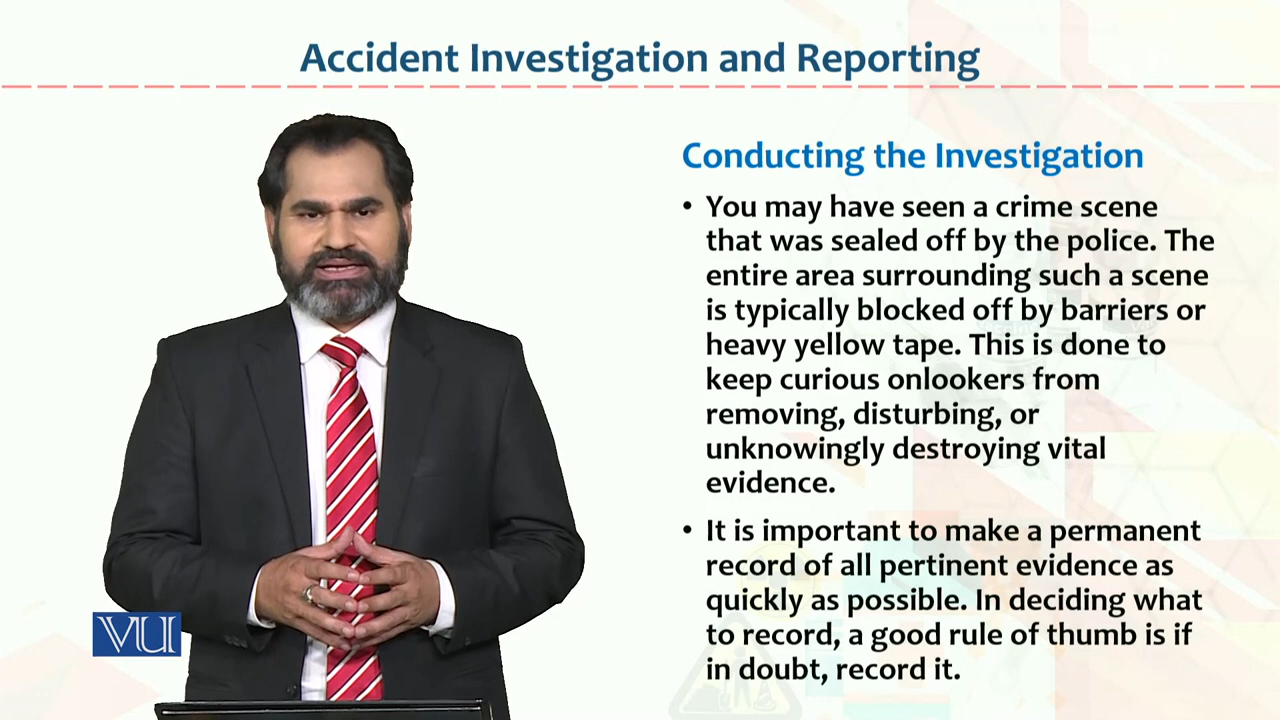 Accident Investigation and Reporting
Conducting the Investigation
• You may have seen a crime scene
that was sealed off by the police. The
entire area surrounding such a scene
is typically blocked off by barriers or
heavy yellow tape. This is done to
keep curious onlookers from
removing, disturbing, or
unknowingly destroying vital
evidence.
• It is important to make a permanent
record of all pertinent evidence as
quickly as possible. In deciding what
to record, a good rule of thumb is if
in doubt, record it.
VU